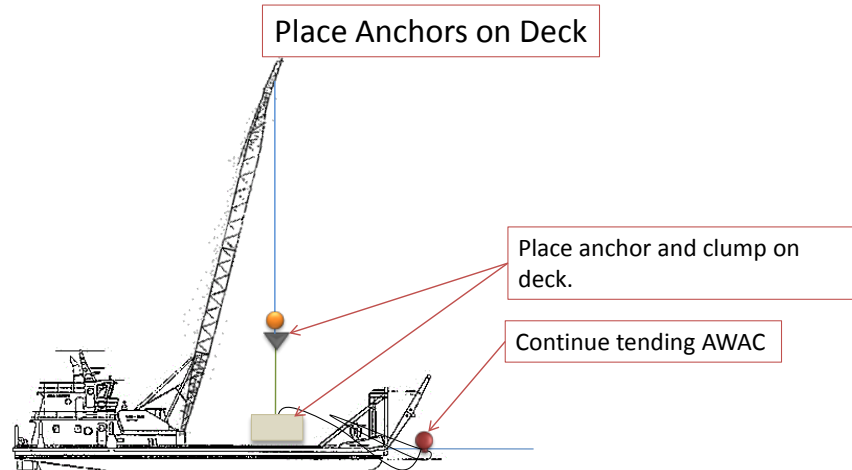 Place Anchors on Deck
Place anchor and clump on
deck.
Continue tending AWAC